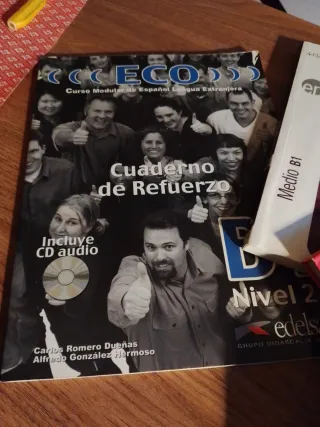 ((( ECO )))
Curso Modular de Español Lengua Extranjera
Cuaderno
de Refuerzo
Incluye
CD audio
B
Nivel 2
Carlos Romero Dueñas
Alfredo González Hermoso
Medio B1